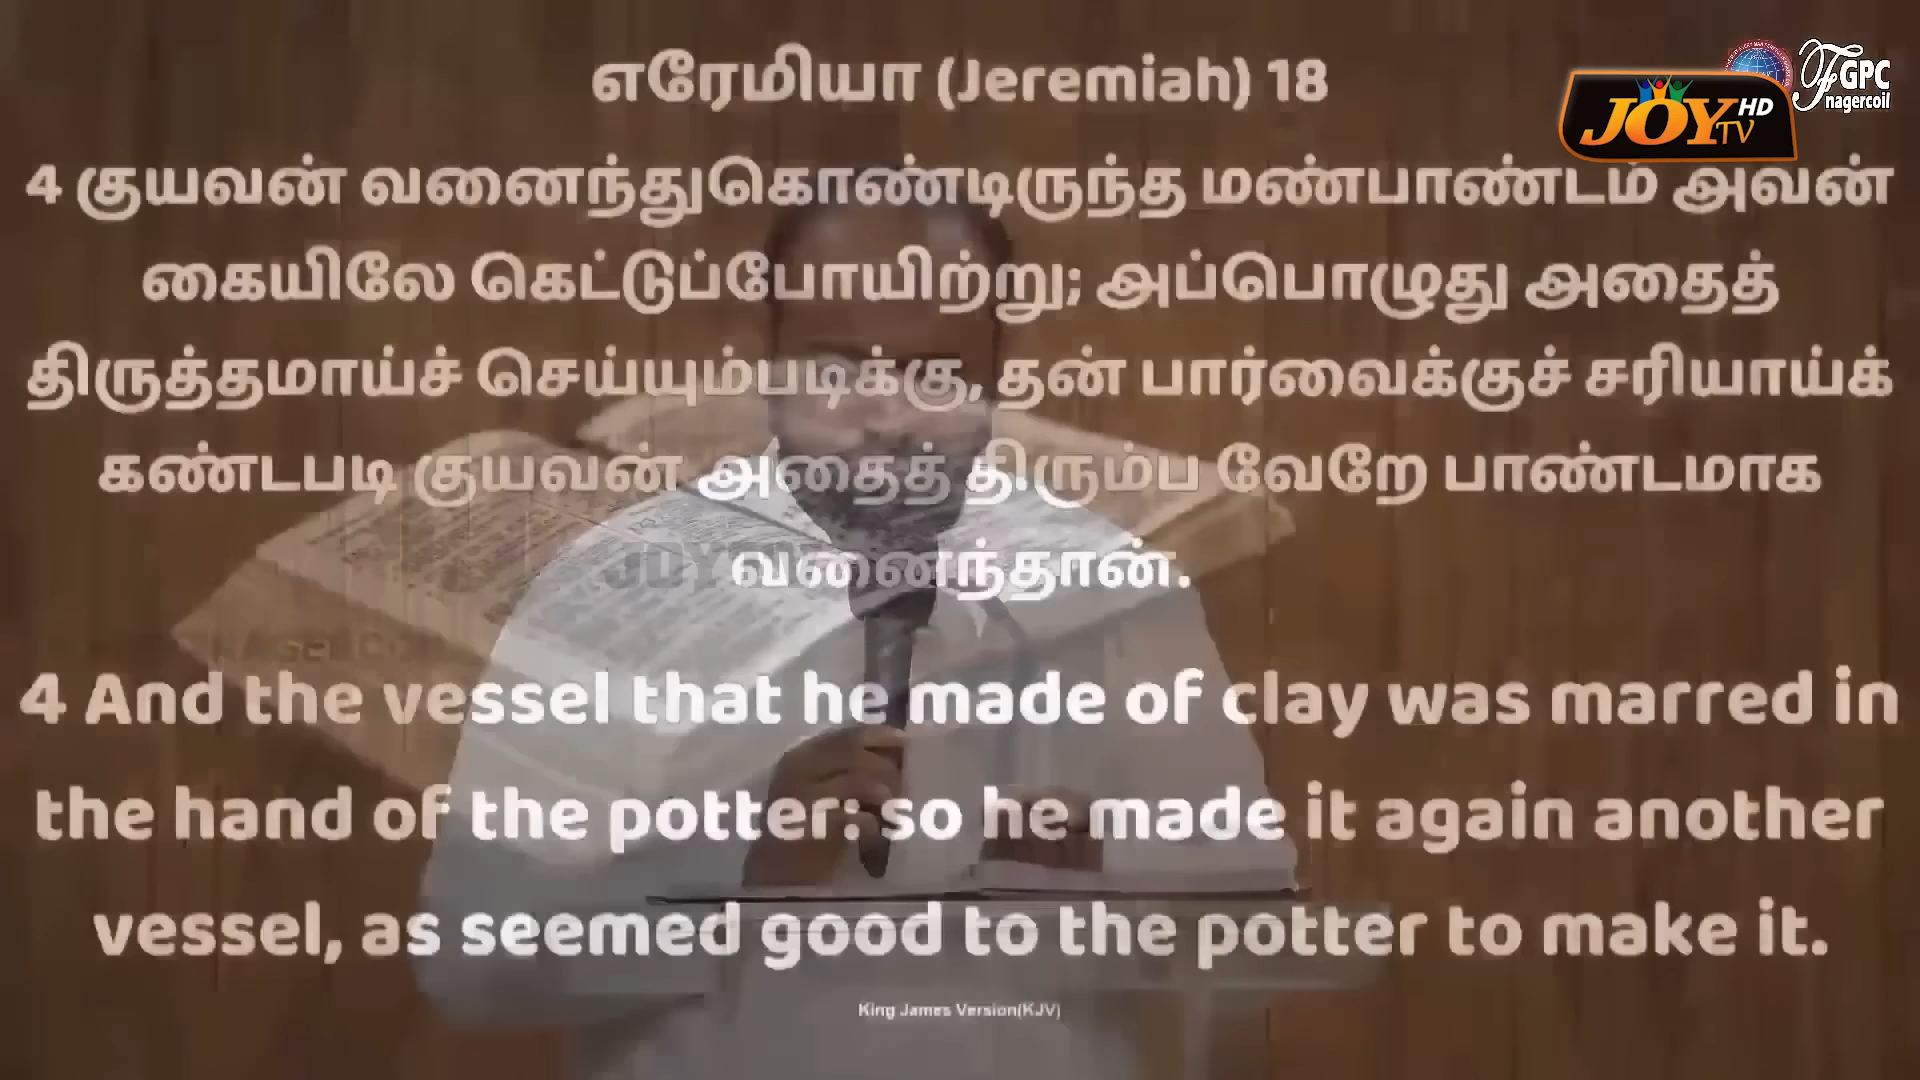 எரேமியா (Jeremiah) 18
FGPC
nagercoil
JOY TV HD
4 குயவன் வனைந்துகொண்டிருந்த மண்பாண்டம் அவன்
கையிலே கெட்டுப்போயிற்று; அப்பொழுது அதைத்
திருத்தமாய்ச் செய்யும்படிக்கு, தன் பார்வைக்குச் சரியாய்க்
கண்டபடி குயவன் அதைத் திரும்ப வேறே பாண்டமாக
வனைந்தான்.
4 And the vessel that he made of clay was marred in
the hand of the potter: so he made it again another
vessel, as seemed good to the potter to make it.
King James Version(KJV)